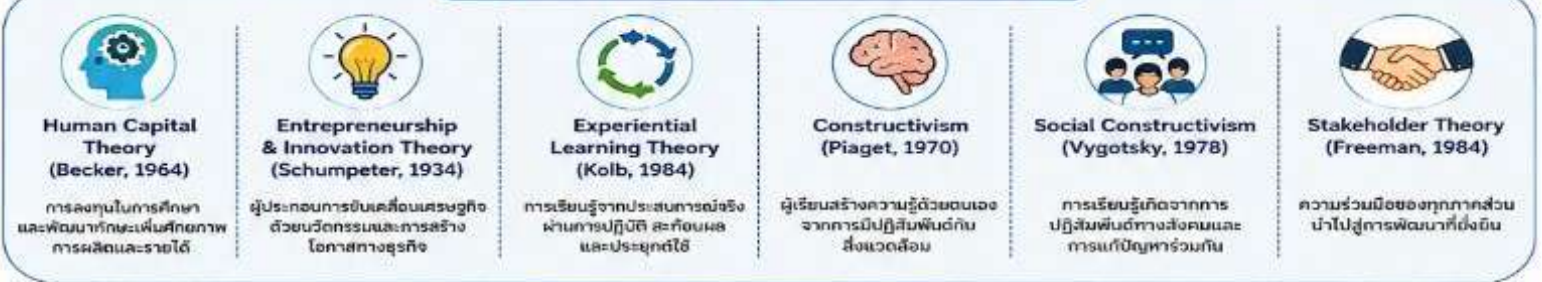 Human Capital
Theory
(Becker, 1964)
การลงทุนในการศึกษา
และพัฒนาทักษะเพิ่มศักยภาพ
การผลิตและรายได้
Entrepreneurship
& Innovation Theory
(Schumpeter, 1934)
ผู้ประกอบการขับเคลื่อนเศรษฐกิจ
ด้วยนวัตกรรมและการสร้าง
โอกาสทางธุรกิจ
Experiential
Learning Theory
(Kolb, 1984)
การเรียนรู้จากประสบการณ์จริง
ผ่านการปฏิบัติ สะท้อนผล
และประยุกต์ใช้
Constructivism
(Piaget, 1970)
ผู้เรียนสร้างความรู้ด้วยตนเอง
จากการมีปฏิสัมพันธ์กับ
สิ่งแวดล้อม
Social Constructivism
(Vygotsky, 1978)
การเรียนรู้เกิดจากการ
ปฏิสัมพันธ์ทางสังคมและ
การแก้ปัญหาร่วมกัน
Stakeholder Theory
(Freeman, 1984)
ความร่วมมือของทุกภาคส่วน
นำไปสู่การพัฒนาที่ยั่งยืน